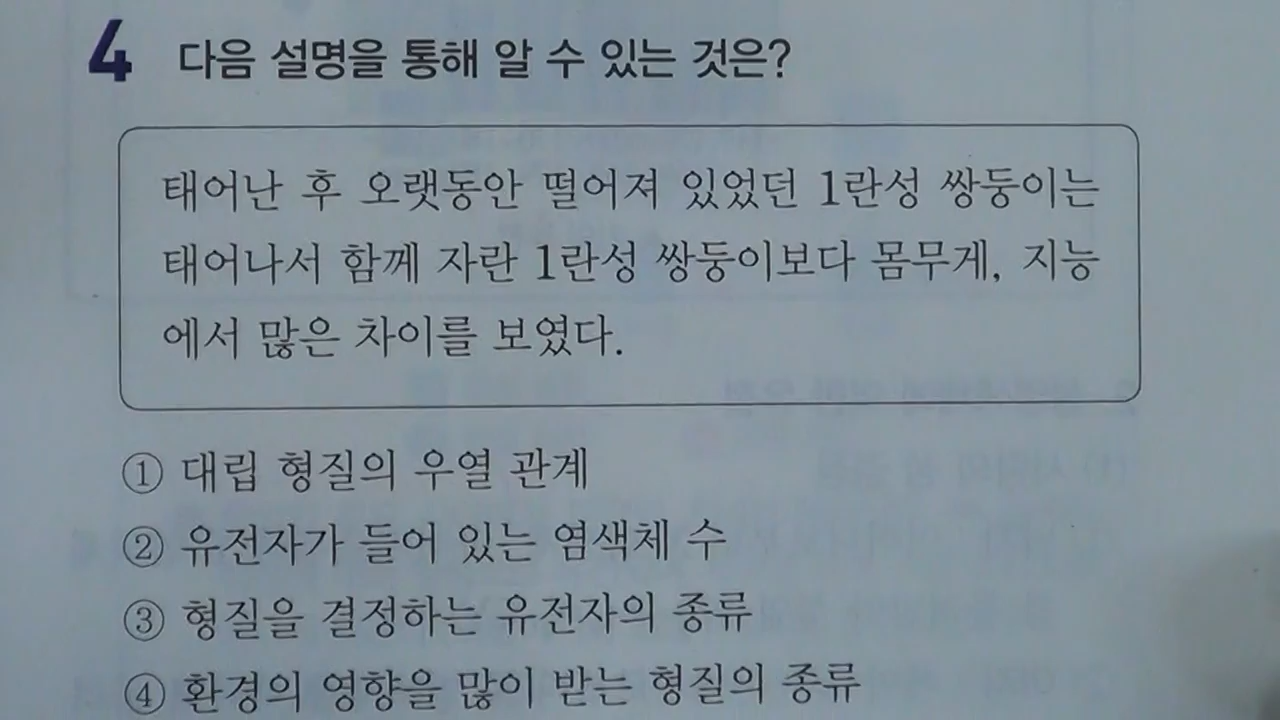 4 다음 설명을 통해 알 수 있는 것은?
태어난 후 오랫동안 떨어져 있었던 1란성 쌍둥이는
태어나서 함께 자란 1란성 쌍둥이보다 몸무게, 지능
에서 많은 차이를 보였다.
① 대립 형질의 우열 관계
② 유전자가 들어 있는 염색체 수
③ 형질을 결정하는 유전자의 종류
④ 환경의 영향을 많이 받는 형질의 종류